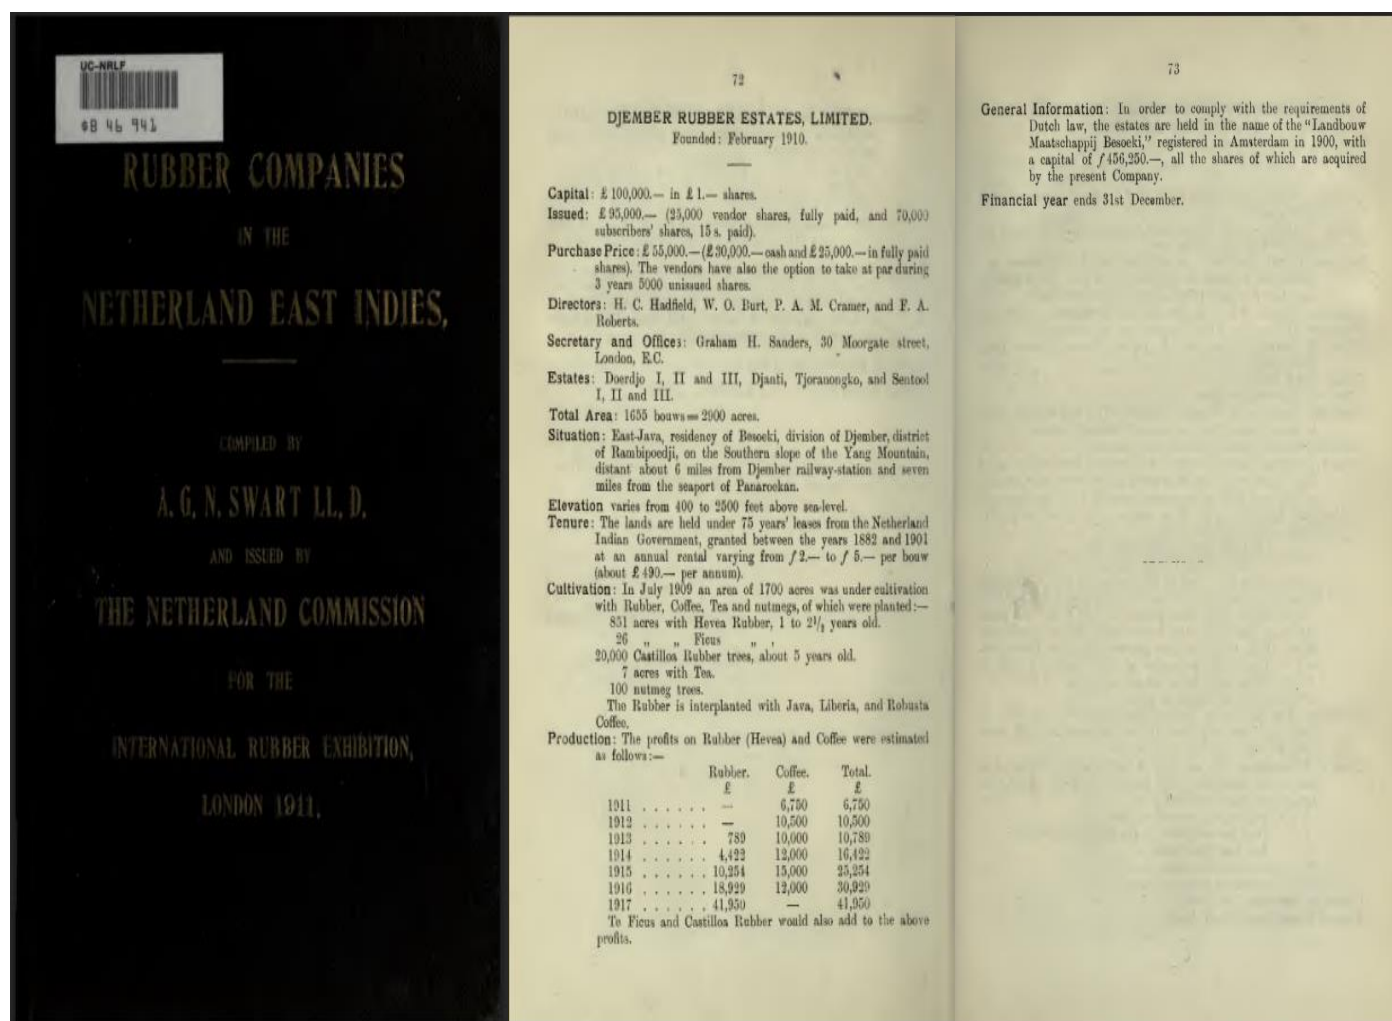 UC-NRLF
$B 46 941
RUBBER COMPANIES
IN THE
NETHERLAND EAST INDIES,
COMPILED BY
A. G. N. SWART LL. D.
AND ISSUED BY
THE NETHERLAND COMMISSION
FOR THE
INTERNATIONAL RUBBER EXHIBITION,
LONDON 1911.
72
DJEMBER RUBBER ESTATES, LIMITED.
Founded: February 1910.
Capital: £ 100,000.— in £ 1.— shares.
Issued: £ 95,000.— (25,000 vendor shares, fully paid, and 70,000
subscribers' shares, 15 s. paid).
Purchase Price: £ 55,000.— (£ 30,000.— cash and £ 25,000.— in fully paid
shares). The vendors have also the option to take at par during
3 years 5000 unissued shares.
Directors: H. C. Hadfield, W. O. Burt, P. A. M. Cramer, and F. A.
Roberts.
Secretary and Offices: Graham H. Sanders, 30 Moorgate street,
London, E.C.
Estates: Doerdjo I, II and III, Djanti, Tjoranongko, and Sentool
I, II and III.
Total Area: 1655 bouws = 2900 acres.
Situation: East-Java, residency of Besoeki, division of Djember, district
of Rambipoedji, on the Southern slope of the Yang Mountain,
distant about 6 miles from Djember railway-station and seven
miles from the seaport of Panaroekan.
Elevation varies from 400 to 2500 feet above sea-level.
Tenure: The lands are held under 75 years' leases from the Netherland
Indian Government, granted between the years 1882 and 1901
at an annual rental varying from ƒ 2.— to ƒ 5.— per bouw
(about £ 490.— per annum).
Cultivation: In July 1909 an area of 1700 acres was under cultivation
with Rubber, Coffee, Tea and nutmegs, of which were planted:—
851 acres with Hevea Rubber, 1 to 2 1/2 years old.
26 „ „ Ficus „ ,
20,000 Castilloa Rubber trees, about 5 years old.
7 acres with Tea.
100 nutmeg trees.
The Rubber is interplanted with Java, Liberia, and Robusta
Coffee.
Production: The profits on Rubber (Hevea) and Coffee were estimated
as follows:—
Rubber. Coffee. Total.
£ £ £
1911 . . . . . . — 6,750 6,750
1912 . . . . . . — 10,500 10,500
1913 . . . . . . 789 10,000 10,789
1914 . . . . . . 4,422 12,000 16,422
1915 . . . . . . 10,254 15,000 25,254
1916 . . . . . . 18,929 12,000 30,929
1917 . . . . . . 41,950 — 41,950
To Ficus and Castilloa Rubber would also add to the above
profits.
73
General Information: In order to comply with the requirements of
Dutch law, the estates are held in the name of the "Landbouw
Maatschappij Besoeki," registered in Amsterdam in 1900, with
a capital of ƒ 456,250.—, all the shares of which are acquired
by the present Company.
Financial year ends 31st December.